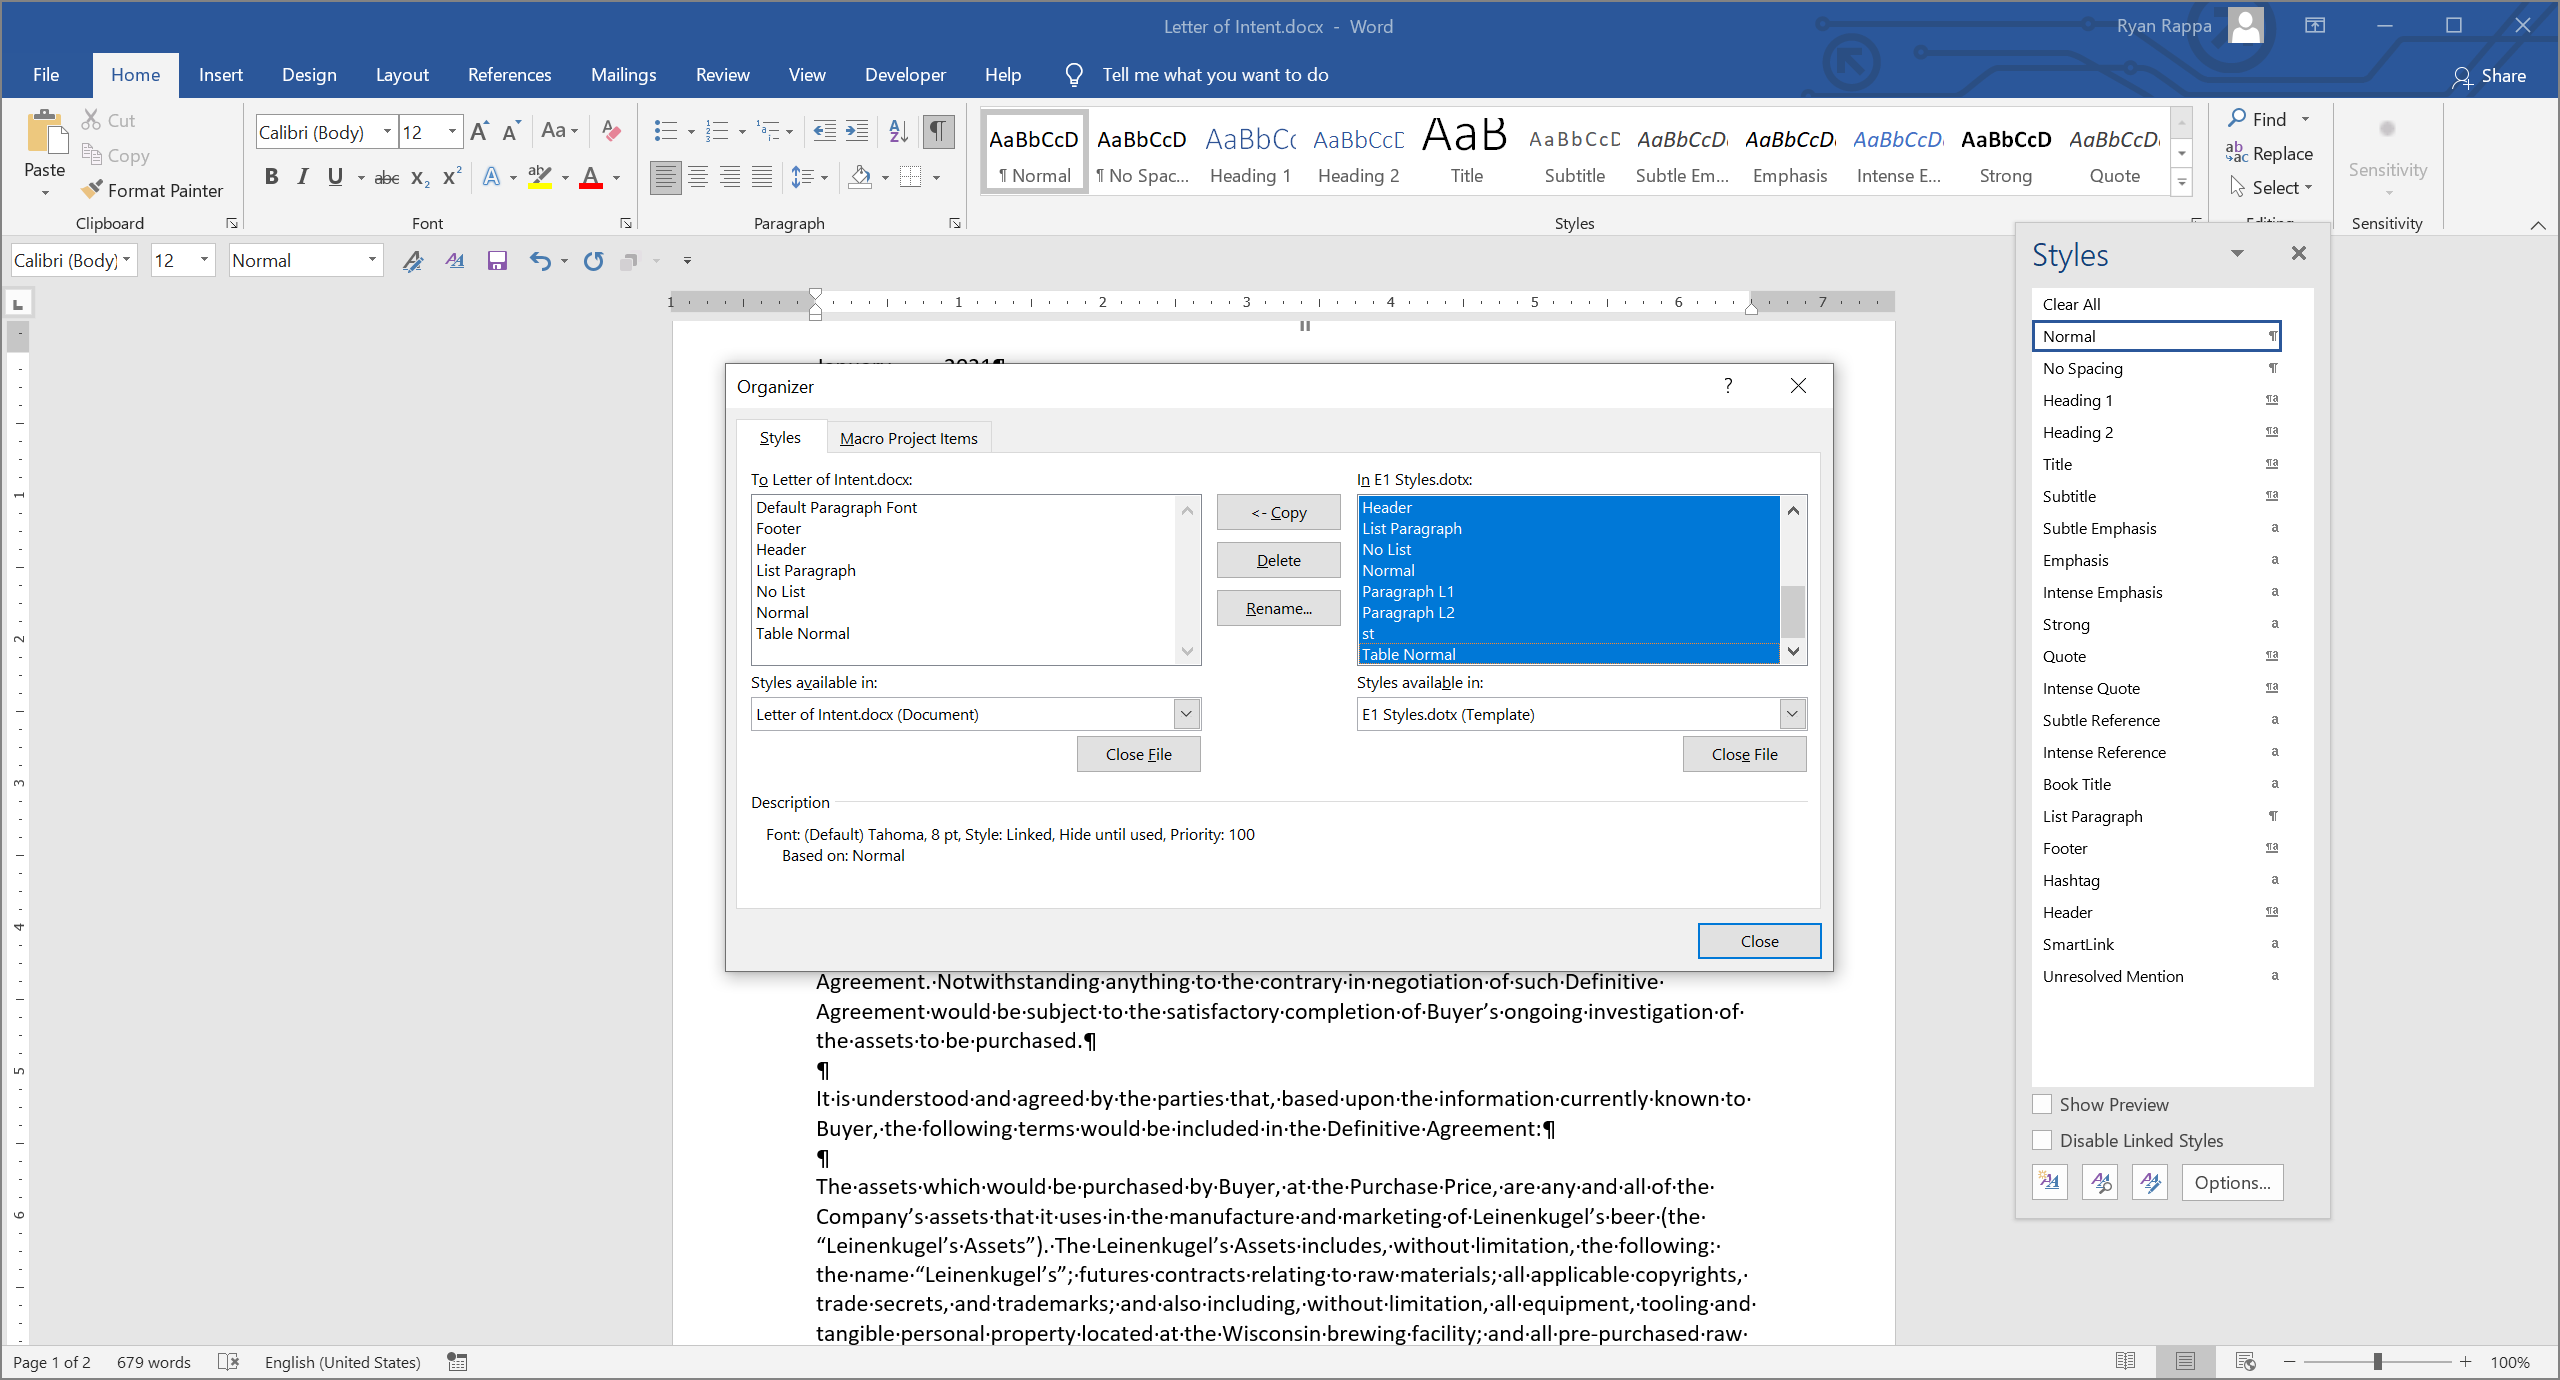 Letter of Intent.docx - Word
Ryan Rappa
File Home Insert Design Layout References Mailings Review View Developer Help Tell me what you want to do Share
Paste
Cut
Copy
Format Painter
Clipboard
Calibri (Body) 12
Font
Paragraph
AaBbCcD AaBbCcD AaBbCc AaBbCcD AaB AaBbCcD AaBbCcD AaBbCcD AaBbCcD AaBbCcD AaBbCcD
¶ Normal ¶ No Spac... Heading 1 Heading 2 Title Subtitle Subtle Em... Emphasis Intense E... Strong Quote
Styles
Find
Replace
Select
Editing
Sensitivity
Sensitivity
Calibri (Body) 12 Normal
1 1 2 3 4 5 6 7
Organizer
Styles Macro Project Items
To Letter of Intent.docx:
Default Paragraph Font
Footer
Header
List Paragraph
No List
Normal
Table Normal
<- Copy
Delete
Rename...
In E1 Styles.dotx:
Header
List Paragraph
No List
Normal
Paragraph L1
Paragraph L2
st
Table Normal
Styles available in:
Letter of Intent.docx (Document)
Close File
Styles available in:
E1 Styles.dotx (Template)
Close File
Description
Font: (Default) Tahoma, 8 pt, Style: Linked, Hide until used, Priority: 100
Based on: Normal
Close
Agreement.·Notwithstanding·anything·to·the·contrary·in·negotiation·of·such·Definitive·
Agreement·would·be·subject·to·the·satisfactory·completion·of·Buyer’s·ongoing·investigation·of·
the·assets·to·be·purchased.¶
¶
It·is·understood·and·agreed·by·the·parties·that,·based·upon·the·information·currently·known·to·
Buyer,·the·following·terms·would·be·included·in·the·Definitive·Agreement:¶
¶
The·assets·which·would·be·purchased·by·Buyer,·at·the·Purchase·Price,·are·any·and·all·of·the·
Company’s·assets·that·it·uses·in·the·manufacture·and·marketing·of·Leinenkugel’s·beer·(the·
“Leinenkugel’s·Assets”).·The·Leinenkugel’s·Assets·includes,·without·limitation,·the·following:·
the·name·“Leinenkugel’s”;·futures·contracts·relating·to·raw·materials;·all·applicable·copyrights,·
trade·secrets,·and·trademarks;·and·also·including,·without·limitation,·all·equipment,·tooling·and·
tangible·personal·property·located·at·the·Wisconsin·brewing·facility;·and·all·pre-purchased·raw·
1
2
3
4
5
6
Styles
Clear All
Normal ¶
No Spacing ¶
Heading 1 ¶a
Heading 2 ¶a
Title ¶a
Subtitle ¶a
Subtle Emphasis a
Emphasis a
Intense Emphasis a
Strong a
Quote ¶a
Intense Quote ¶a
Subtle Reference a
Intense Reference a
Book Title a
List Paragraph ¶
Footer ¶a
Hashtag a
Header ¶a
SmartLink a
Unresolved Mention a
Show Preview
Disable Linked Styles
Options...
Page 1 of 2 679 words English (United States) 100%